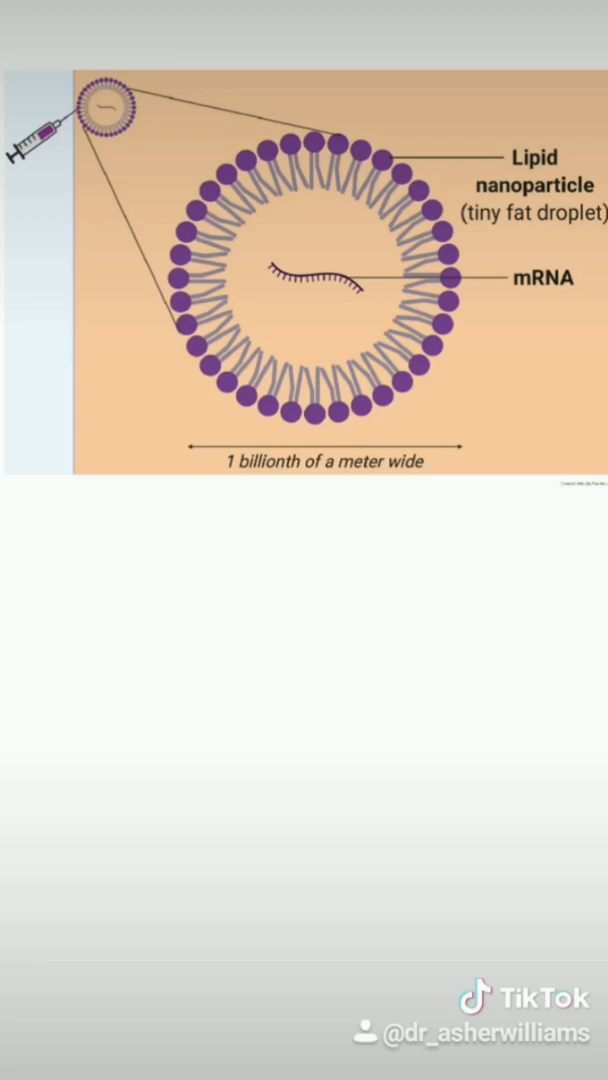 Lipid
nanoparticle
(tiny fat droplet)
mRNA
1 billionth of a meter wide
TikTok
@dr_asherwilliams